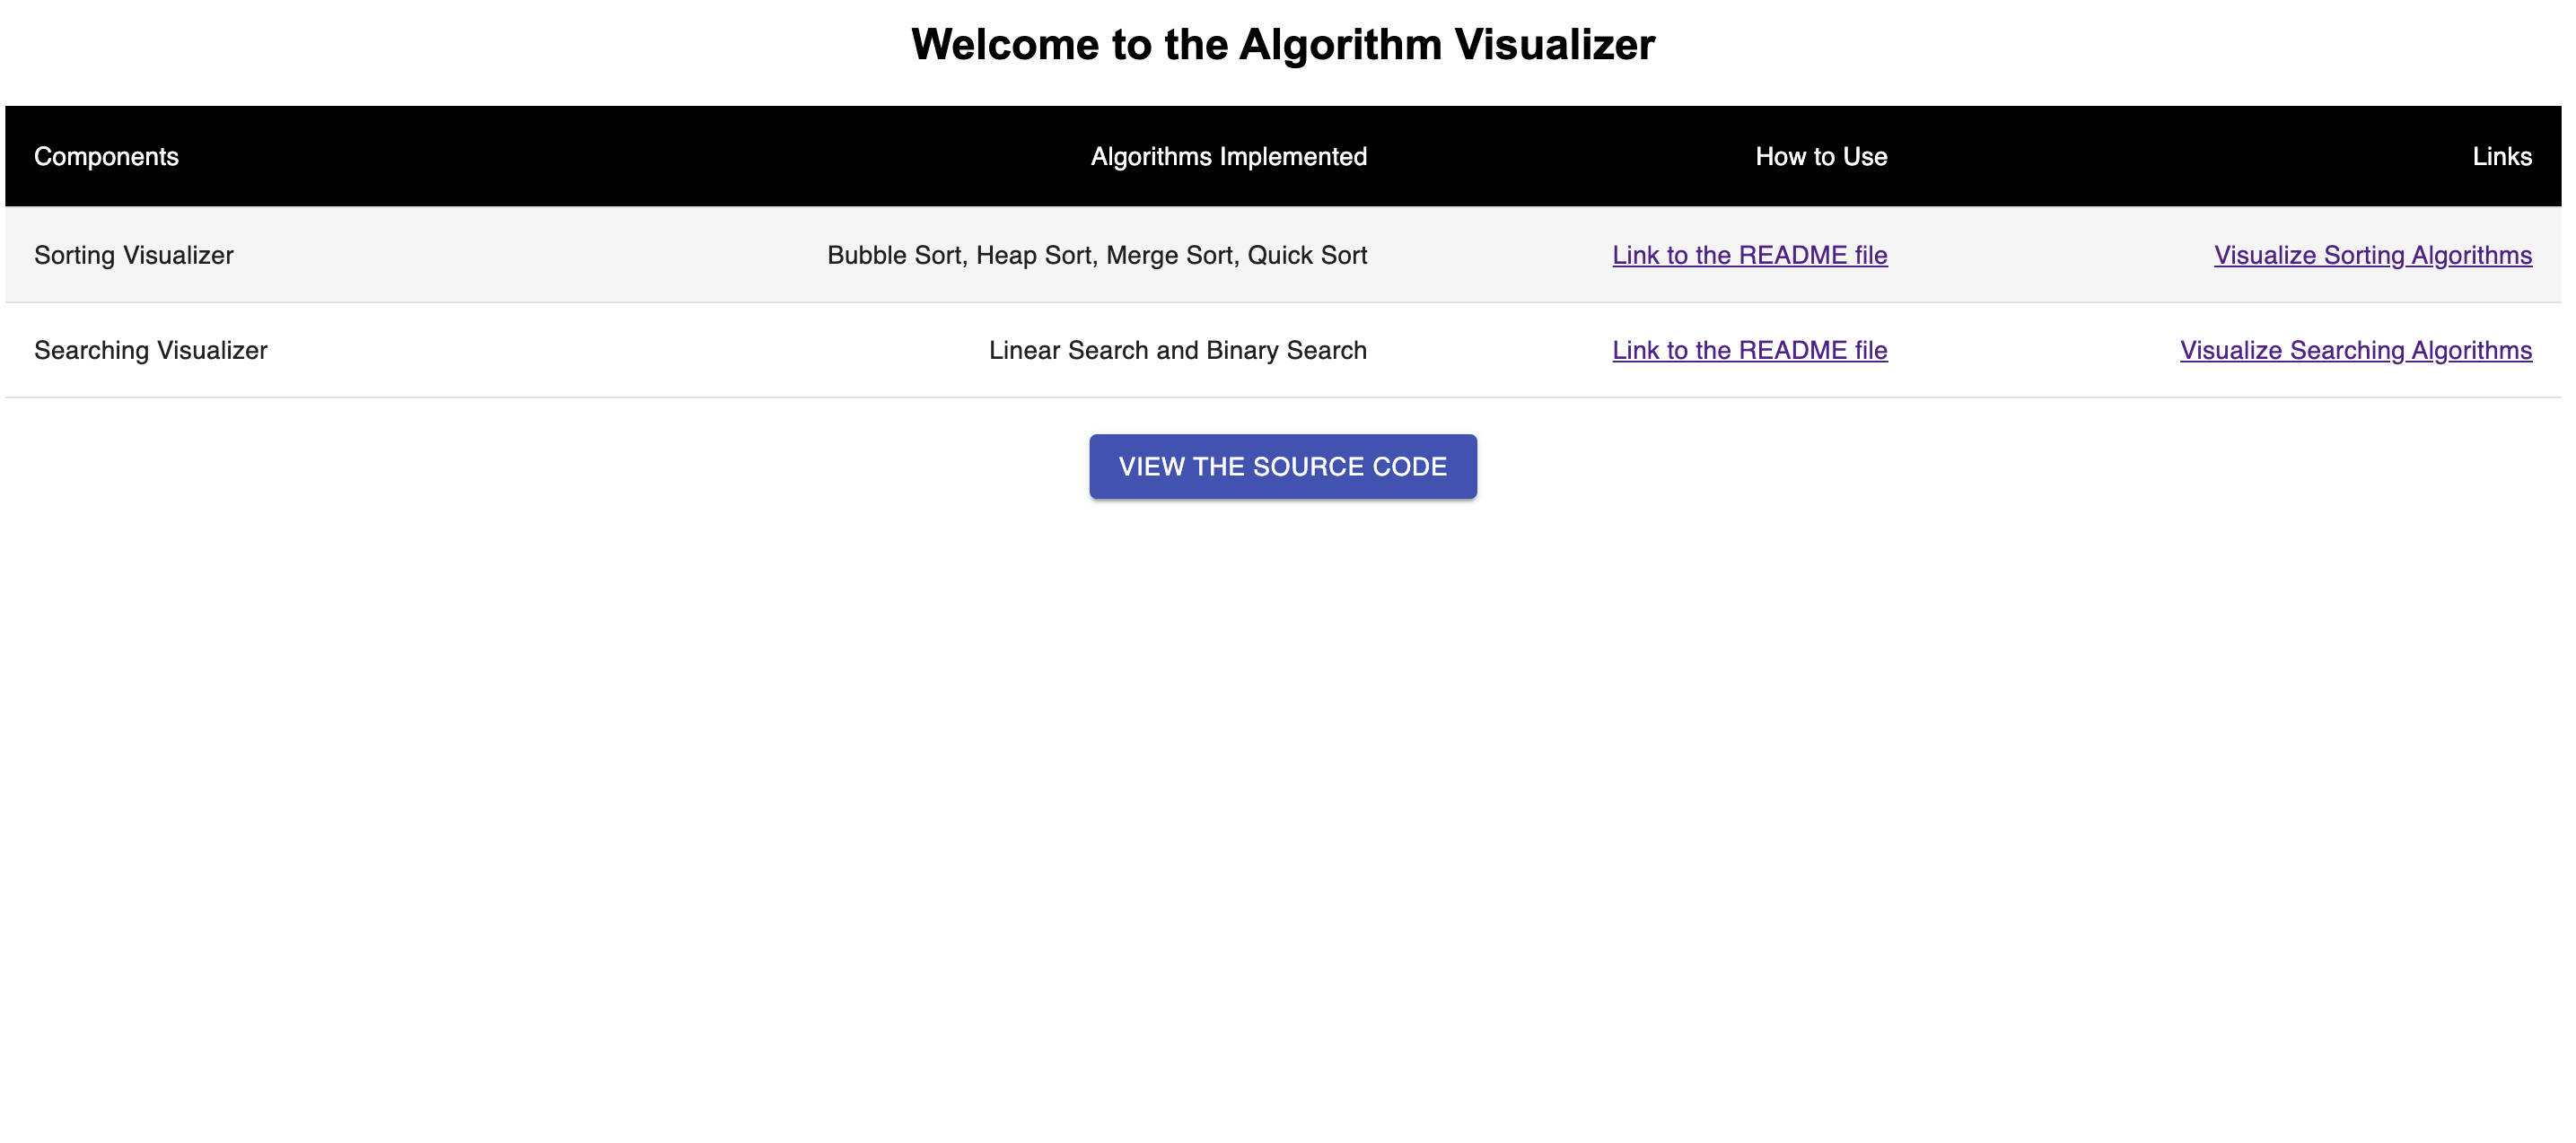 Welcome to the Algorithm Visualizer
Components Algorithms Implemented How to Use Links
Sorting Visualizer Bubble Sort, Heap Sort, Merge Sort, Quick Sort Link to the README file Visualize Sorting Algorithms
Searching Visualizer Linear Search and Binary Search Link to the README file Visualize Searching Algorithms
VIEW THE SOURCE CODE